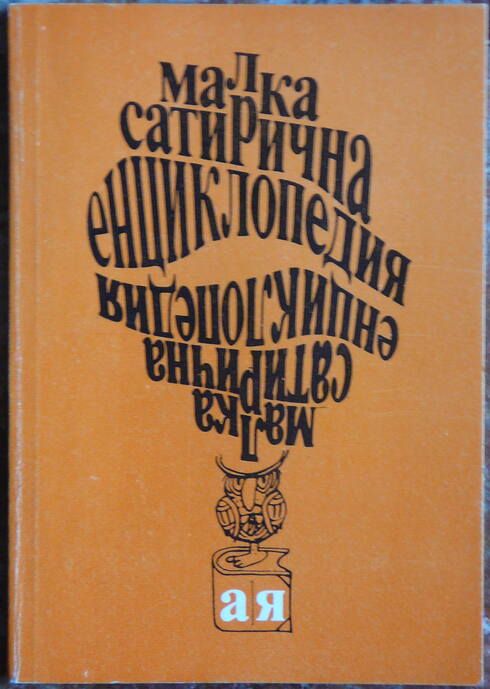 малка
сатирична
енциклопедия
енциклопедия
сатирична
малка
а я